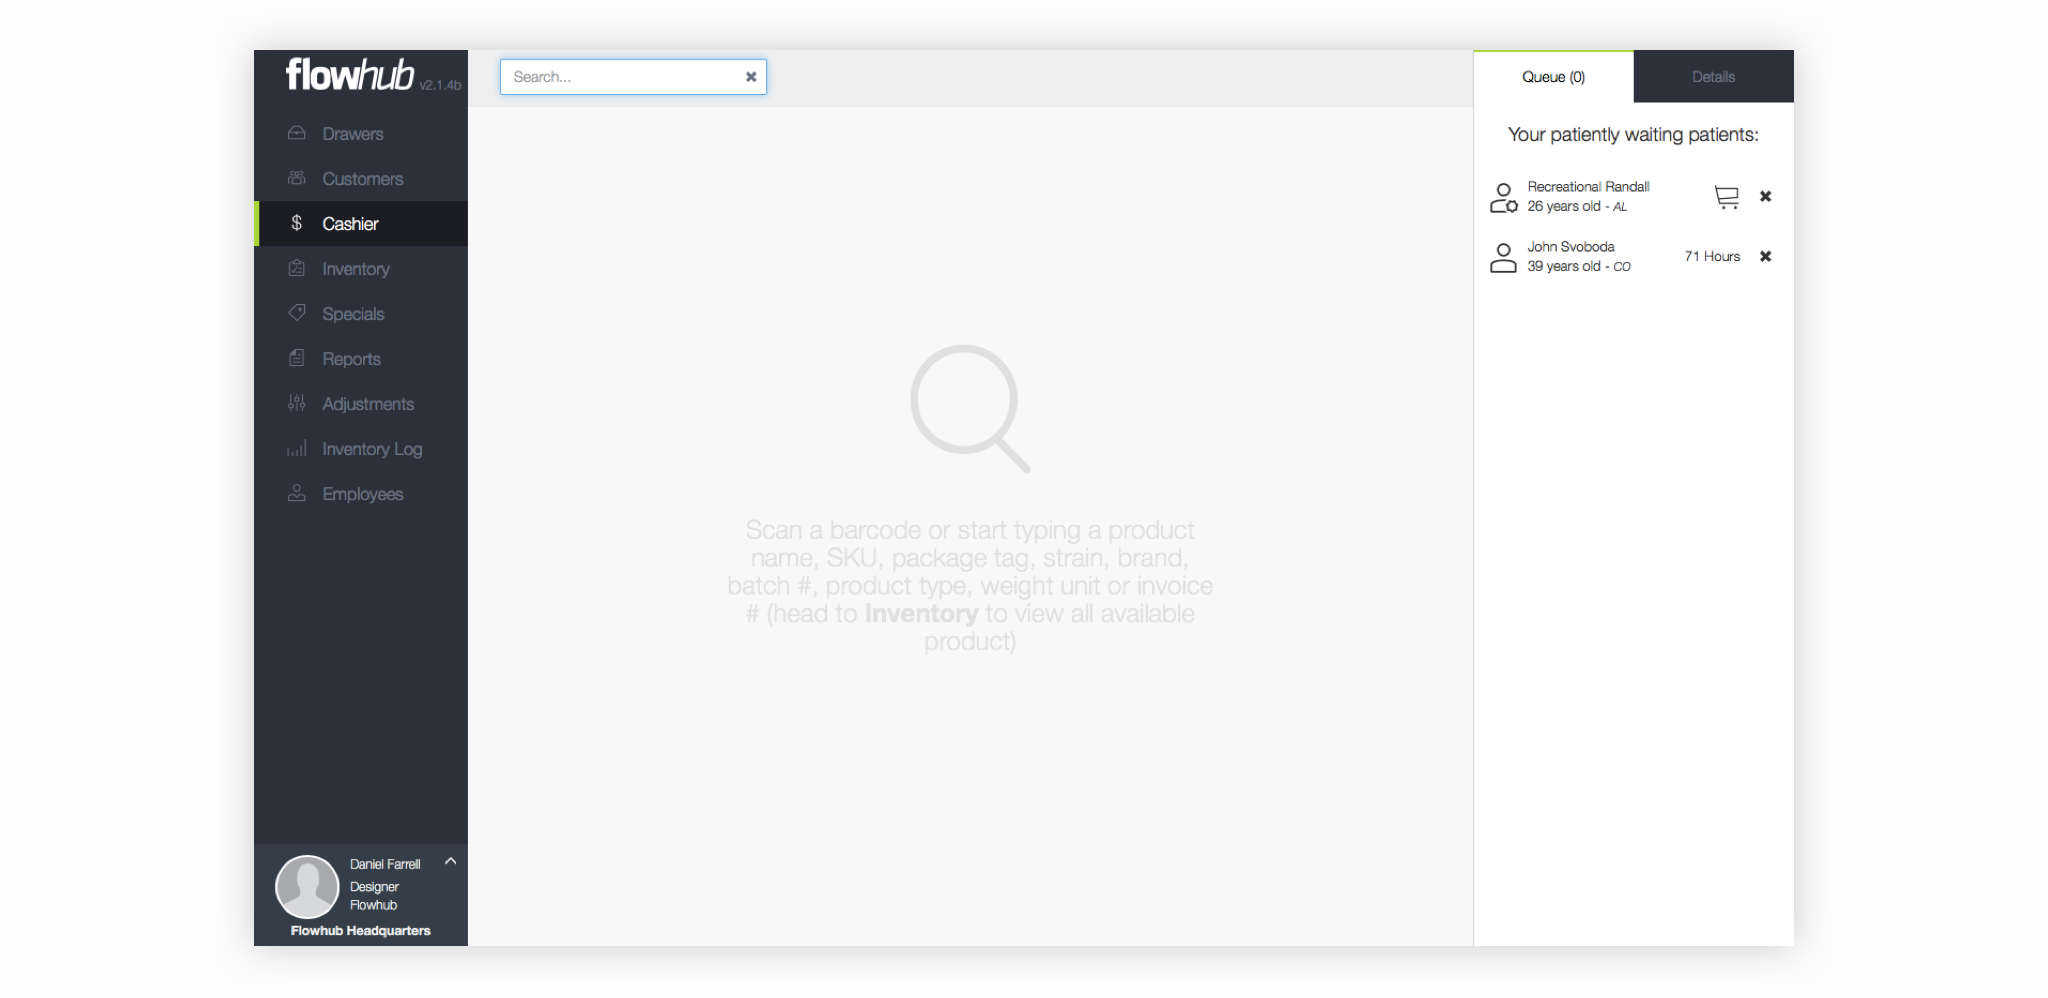 flowhub v2.1.4b
Drawers
Customers
$ Cashier
Inventory
Specials
Reports
Adjustments
Inventory Log
Employees
Daniel Farrell
Designer
Flowhub
Flowhub Headquarters
Search...
Scan a barcode or start typing a product
name, SKU, package tag, strain, brand,
batch #, product type, weight unit or invoice
# (head to Inventory to view all available
product)
Queue (0)
Details
Your patiently waiting patients:
Recreational Randall
26 years old - AL
John Svoboda
39 years old - CO
71 Hours